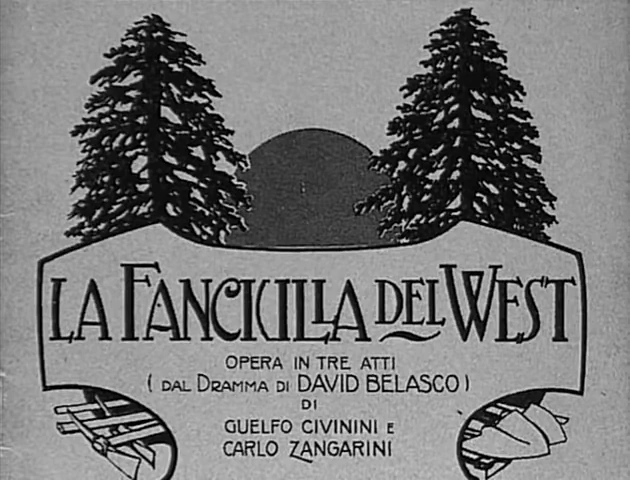 LA FANCIULLA DEL WEST
OPERA IN TRE ATTI
( DAL DRAMMA DI DAVID BELASCO )
DI
GUELFO CIVININI E
CARLO ZANGARINI